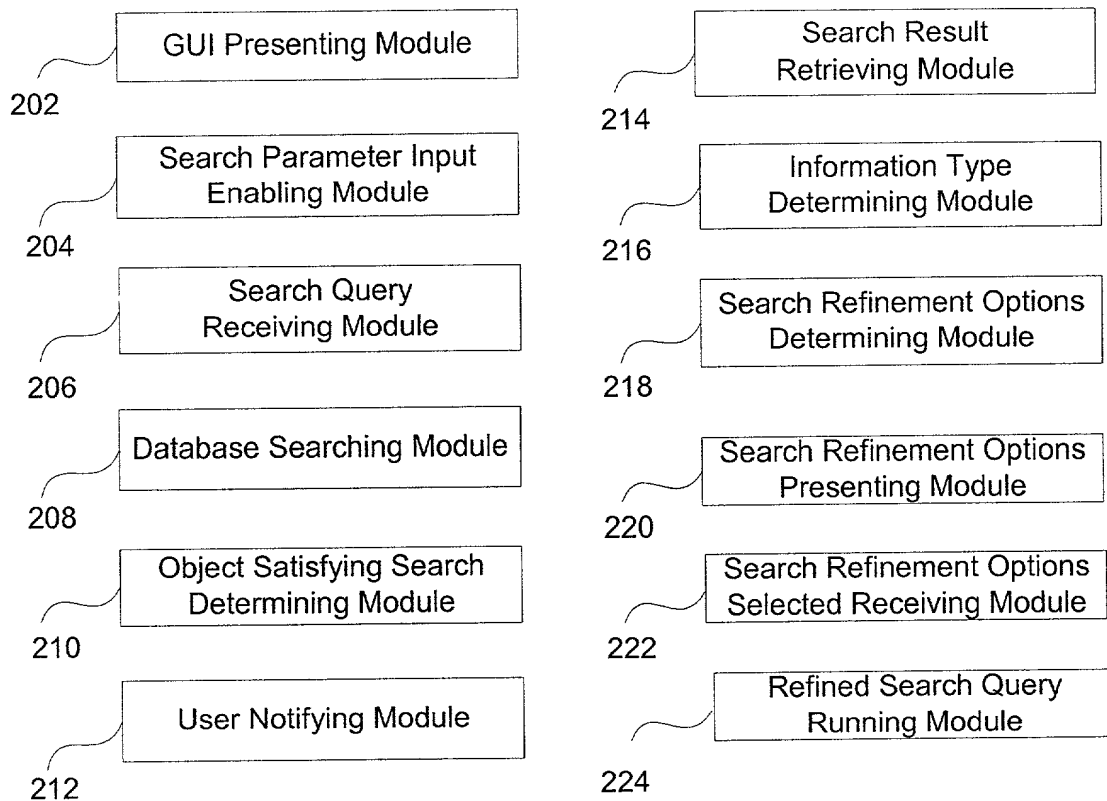 GUI Presenting Module
202
Search Parameter Input
Enabling Module
204
Search Query
Receiving Module
206
Database Searching Module
208
Object Satisfying Search
Determining Module
210
User Notifying Module
212
Search Result
Retrieving Module
214
Information Type
Determining Module
216
Search Refinement Options
Determining Module
218
Search Refinement Options
Presenting Module
220
Search Refinement Options
Selected Receiving Module
222
Refined Search Query
Running Module
224